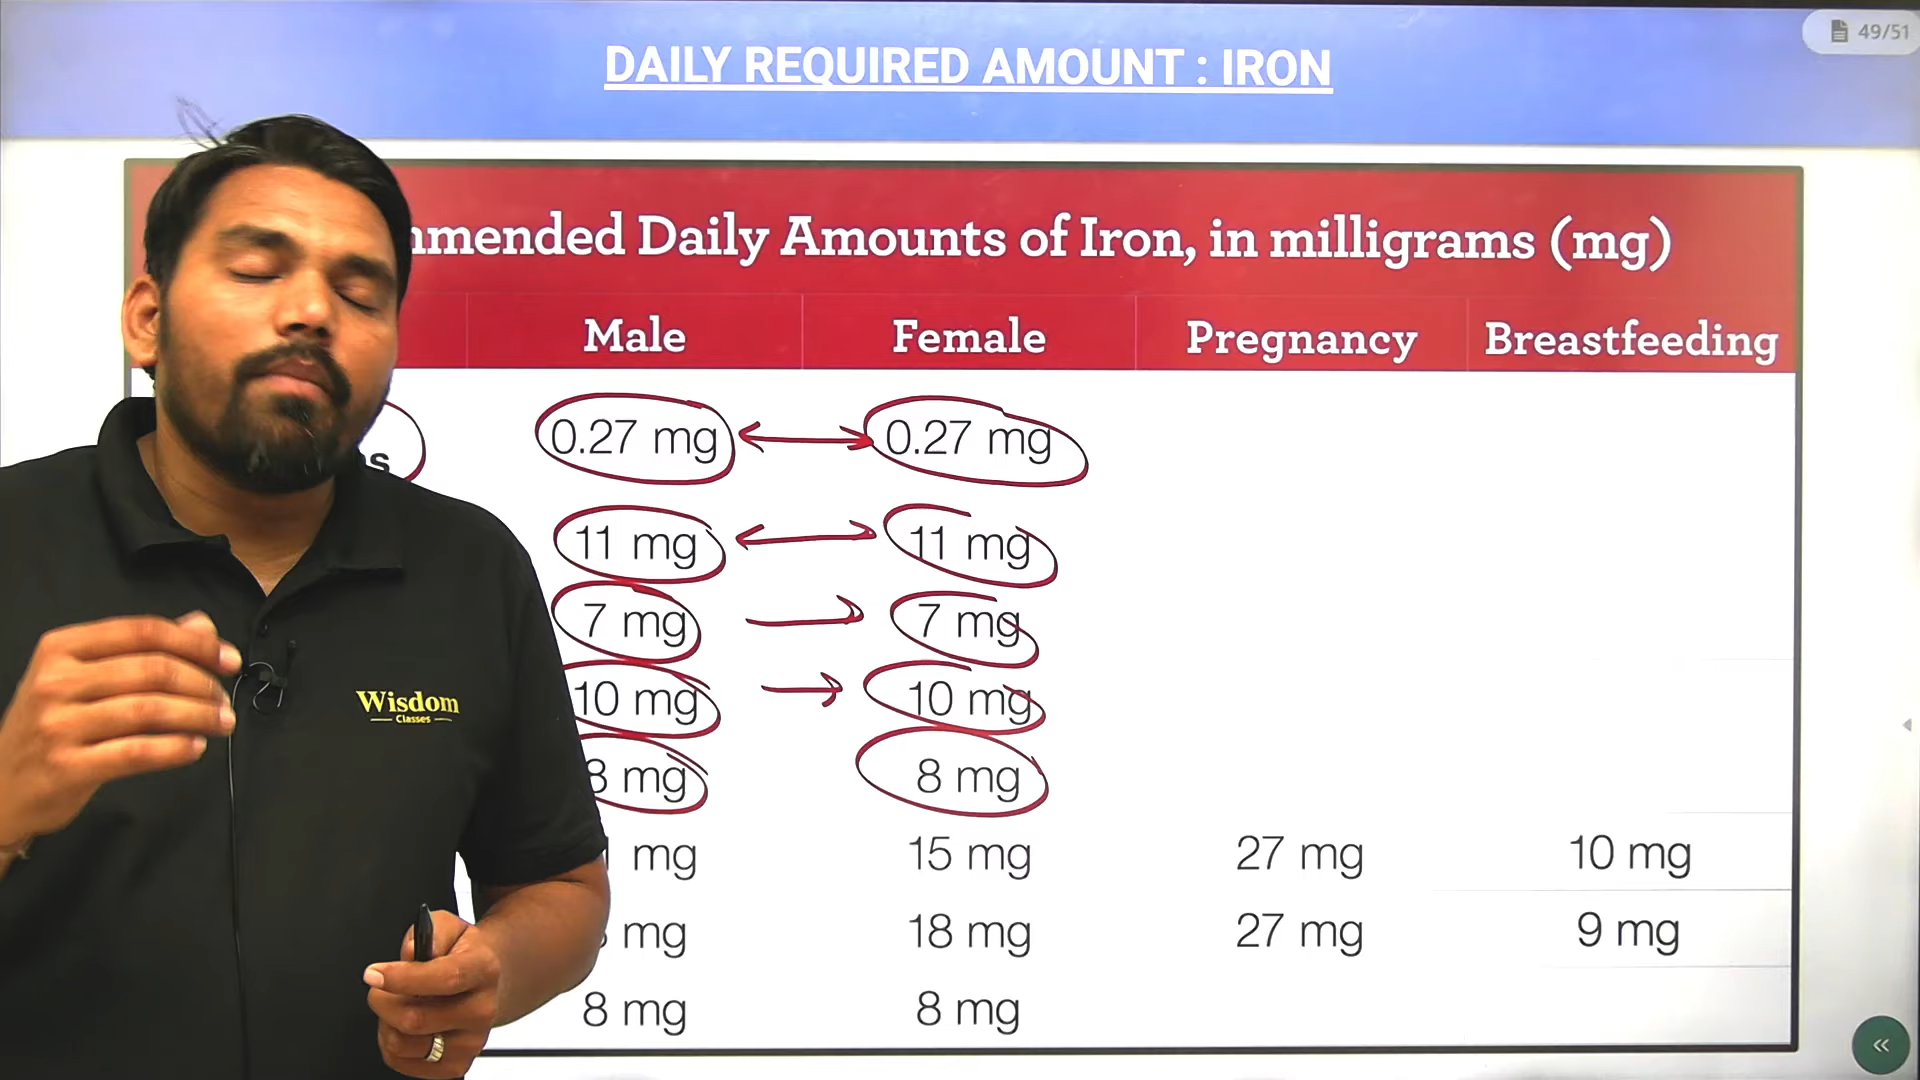 49/51
DAILY REQUIRED AMOUNT : IRON
mmended Daily Amounts of Iron, in milligrams (mg)
Male Female Pregnancy Breastfeeding
0.27 mg 0.27 mg
11 mg 11 mg
7 mg 7 mg
10 mg 10 mg
8 mg 8 mg
mg 15 mg 27 mg 10 mg
mg 18 mg 27 mg 9 mg
8 mg 8 mg
Wisdom
Classes